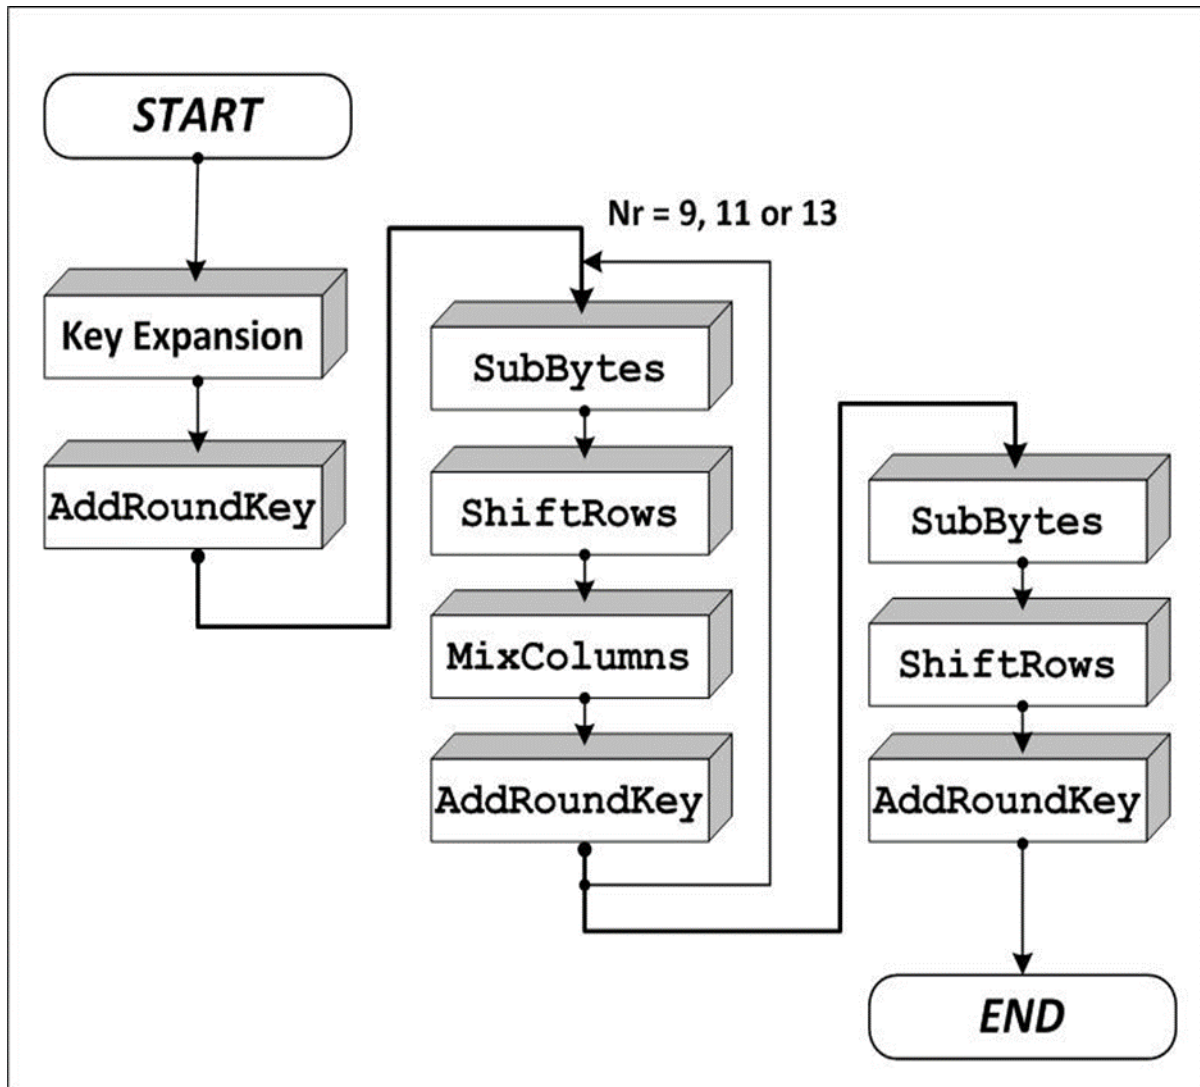 START
Key Expansion
AddRoundKey
Nr = 9, 11 or 13
SubBytes
ShiftRows
MixColumns
AddRoundKey
SubBytes
ShiftRows
AddRoundKey
END